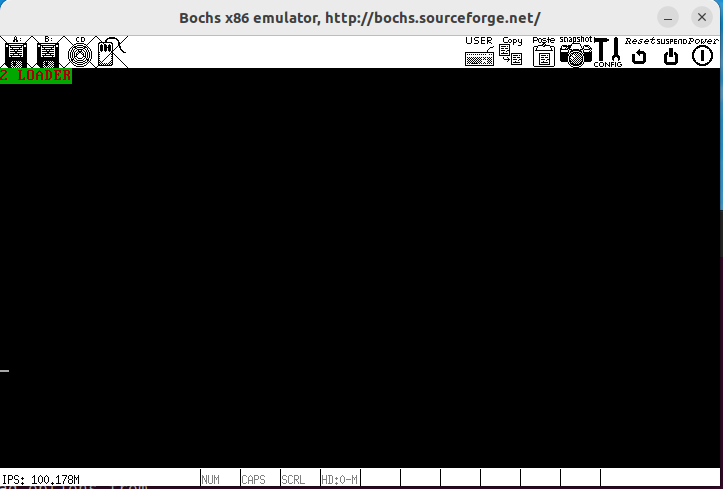 Bochs x86 emulator, http://bochs.sourceforge.net/
A: B: CD USER Copy Paste snapshot CONFIG Reset SUSPEND Power
2 LOADER
IPS: 100.178M NUM CAPS SCRL HD:0-M